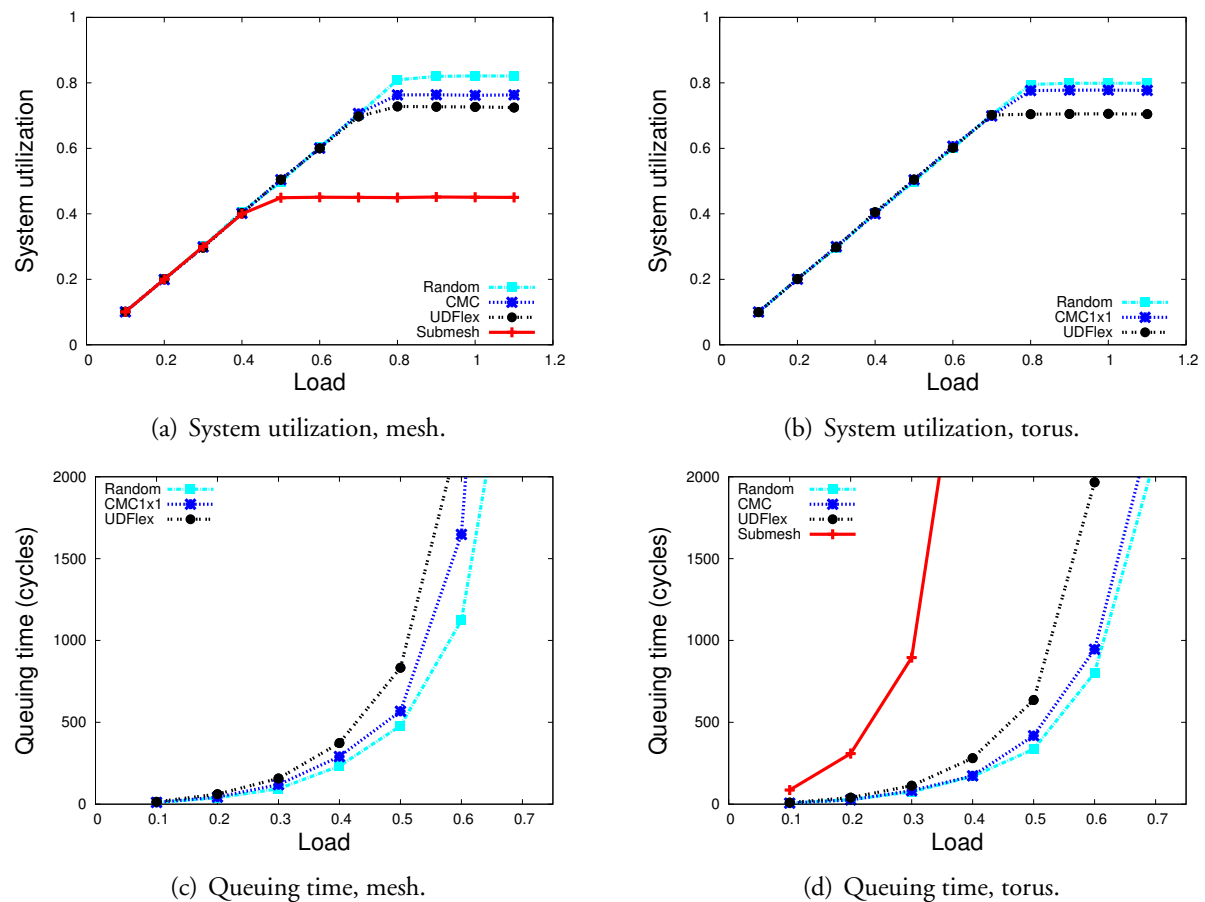 1
0.8
0.6
0.4
0.2
0
System utilization
Random
CMC
UDFlex
Submesh
0 0.2 0.4 0.6 0.8 1 1.2
Load
(a) System utilization, mesh.
1
0.8
0.6
0.4
0.2
0
System utilization
Random
CMC1x1
UDFlex
0 0.2 0.4 0.6 0.8 1 1.2
Load
(b) System utilization, torus.
2000
1500
1000
500
0
Queuing time (cycles)
Random
CMC1x1
UDFlex
0 0.1 0.2 0.3 0.4 0.5 0.6 0.7
Load
(c) Queuing time, mesh.
2000
1500
1000
500
0
Queuing time (cycles)
Random
CMC
UDFlex
Submesh
0 0.1 0.2 0.3 0.4 0.5 0.6 0.7
Load
(d) Queuing time, torus.